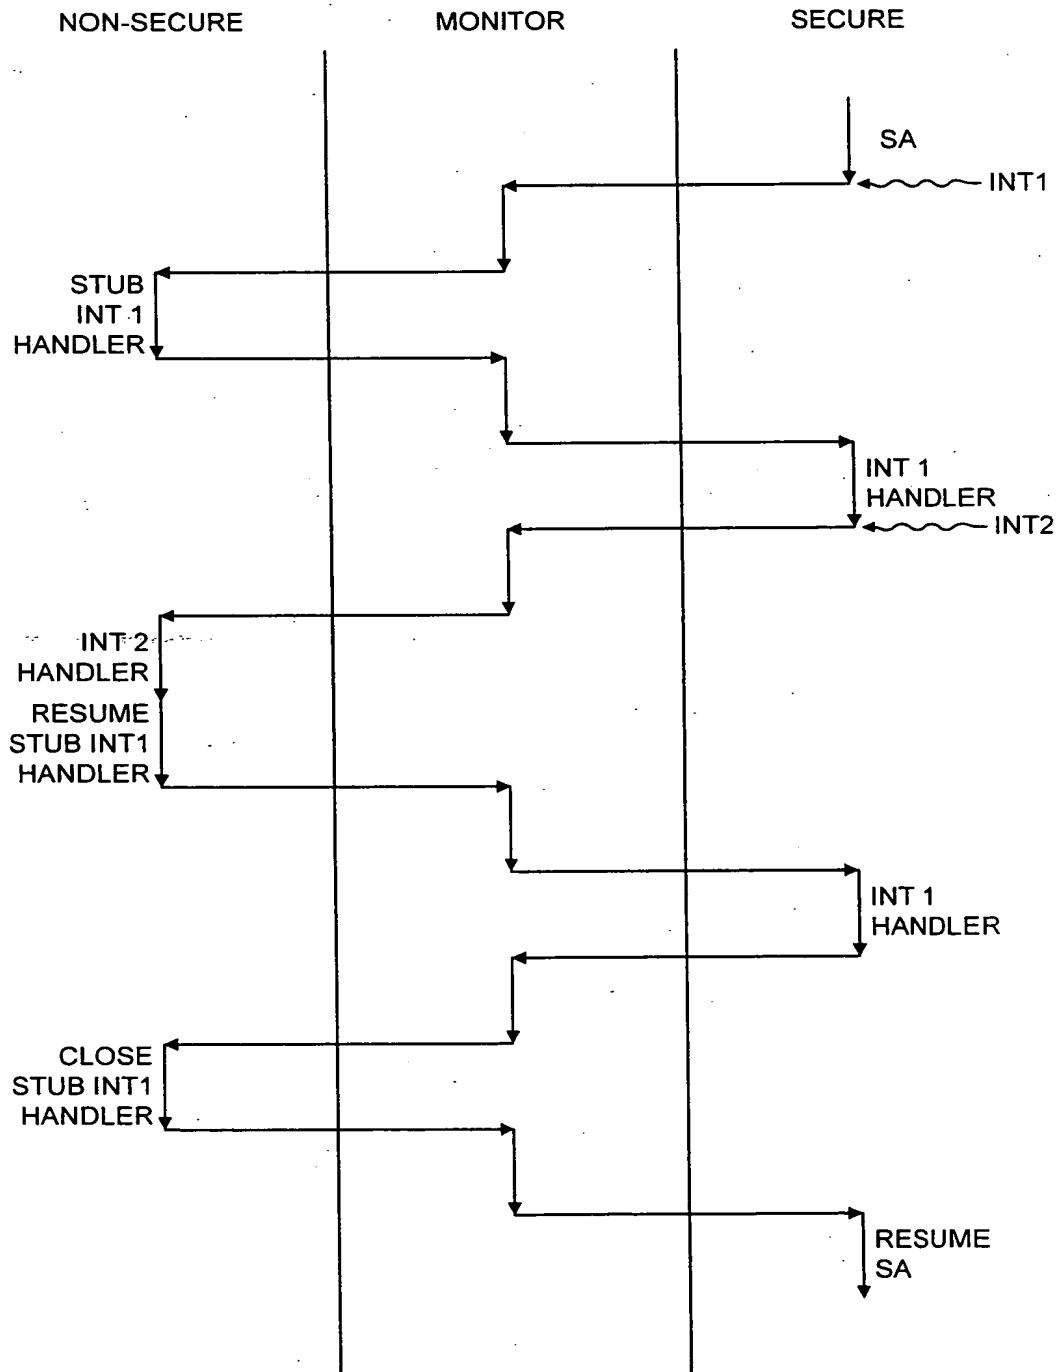 NON-SECURE
MONITOR
SECURE
SA
INT1
STUB
INT 1
HANDLER
INT 1
HANDLER
INT2
INT 2
HANDLER
RESUME
STUB INT1
HANDLER
INT 1
HANDLER
CLOSE
STUB INT1
HANDLER
RESUME
SA